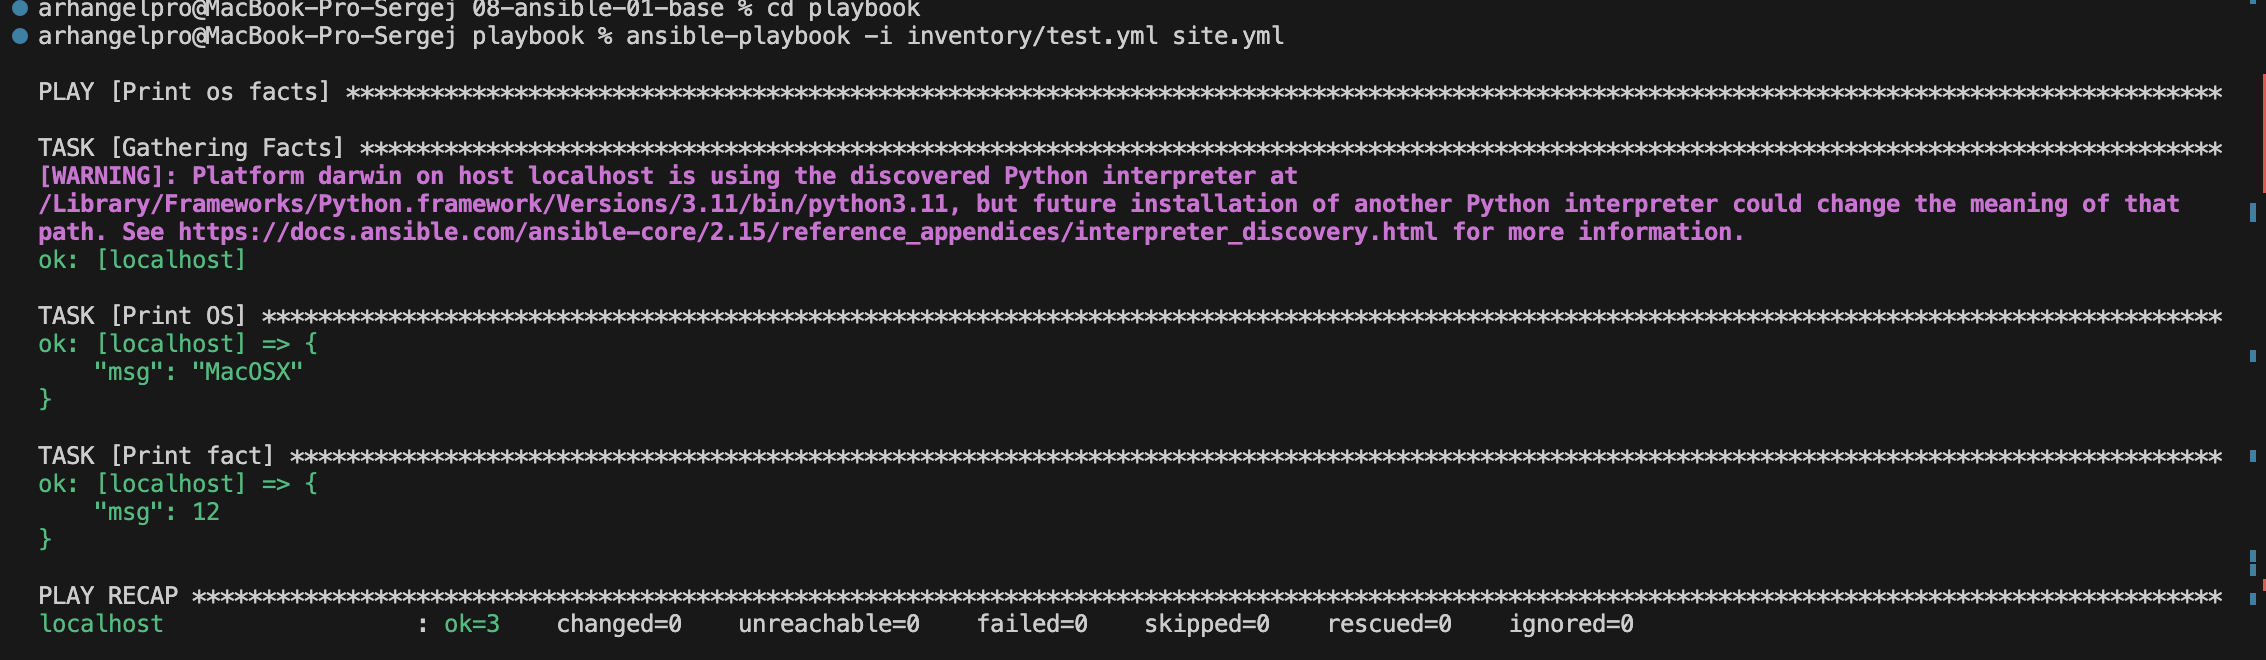 arhangelpro@MacBook-Pro-Sergej 08-ansible-01-base % cd playbook
arhangelpro@MacBook-Pro-Sergej playbook % ansible-playbook -i inventory/test.yml site.yml
PLAY [Print os facts] **************************************************************************************************************************************
TASK [Gathering Facts] *************************************************************************************************************************************
[WARNING]: Platform darwin on host localhost is using the discovered Python interpreter at
/Library/Frameworks/Python.framework/Versions/3.11/bin/python3.11, but future installation of another Python interpreter could change the meaning of that
path. See https://docs.ansible.com/ansible-core/2.15/reference_appendices/interpreter_discovery.html for more information.
ok: [localhost]
TASK [Print OS] ********************************************************************************************************************************************
ok: [localhost] => {
    "msg": "MacOSX"
}
TASK [Print fact] ******************************************************************************************************************************************
ok: [localhost] => {
    "msg": 12
}
PLAY RECAP *************************************************************************************************************************************************
localhost                  : ok=3    changed=0    unreachable=0    failed=0    skipped=0    rescued=0    ignored=0